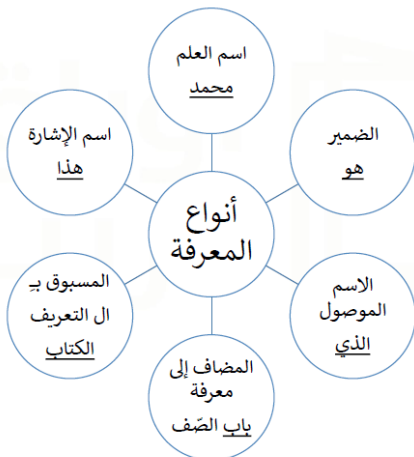 اسم العلم
محمد
الضمير
هو
اسم الإشارة
هذا
أنواع
المعرفة
الاسم
الموصول
الذي
المسبوق بـِ
ال التعريف
الكتاب
المضاف إلى
معرفة
باب الصّف